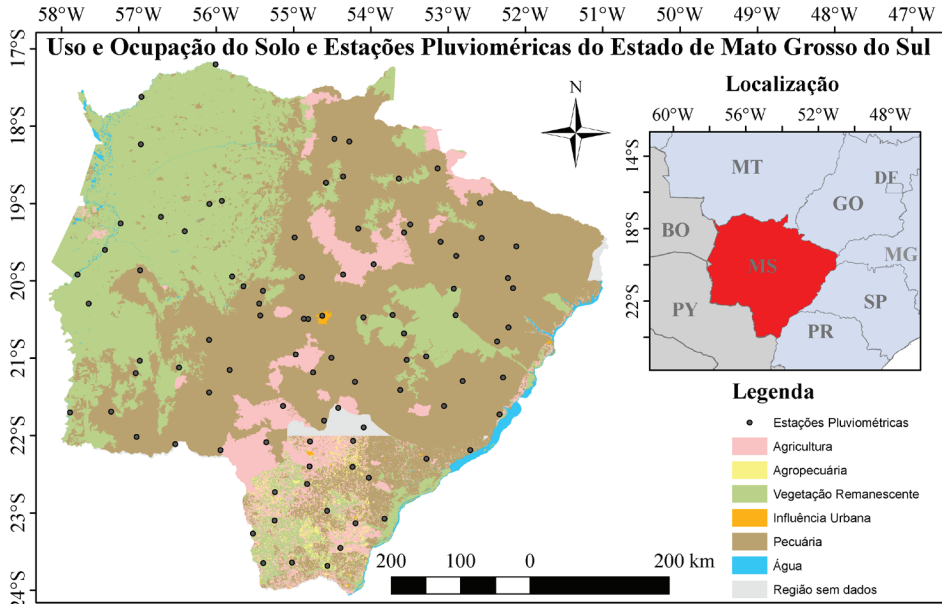 58°W 57°W 56°W 55°W 54°W 53°W 52°W 51°W 50°W 49°W 48°W 47°W
Uso e Ocupação do Solo e Estações Pluvioméricas do Estado de Mato Grosso do Sul
17°S
18°S
19°S
20°S
21°S
22°S
23°S
24°S
N
Localização
60°W 56°W 52°W 48°W
14°S
18°S
22°S
MT
DF
GO
BO
MG
MS
SP
PY
PR
Legenda
Estações Pluviométricas
Agricultura
Agropecuária
Vegetação Remanescente
Influência Urbana
Pecuária
Água
Região sem dados
200 100 0 200 km